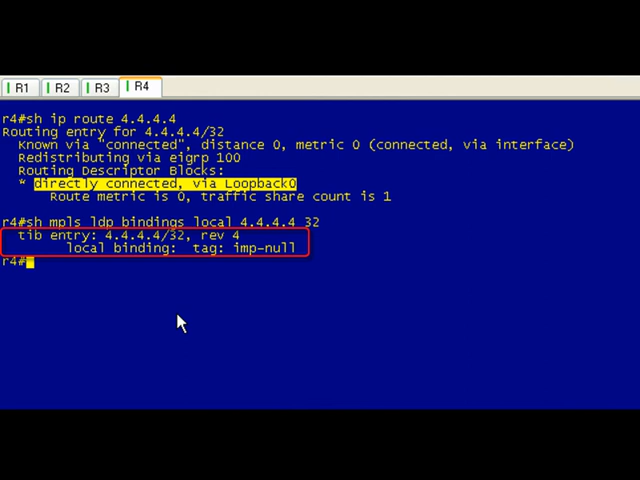 R1 R2 R3 R4
r4#sh ip route 4.4.4.4
Routing entry for 4.4.4.4/32
Known via "connected", distance 0, metric 0 (connected, via interface)
Redistributing via eigrp 100
Routing Descriptor Blocks:
* directly connected, via Loopback0
Route metric is 0, traffic share count is 1
r4#sh mpls ldp bindings local 4.4.4.4 32
tib entry: 4.4.4.4/32, rev 4
local binding: tag: imp-null
r4#